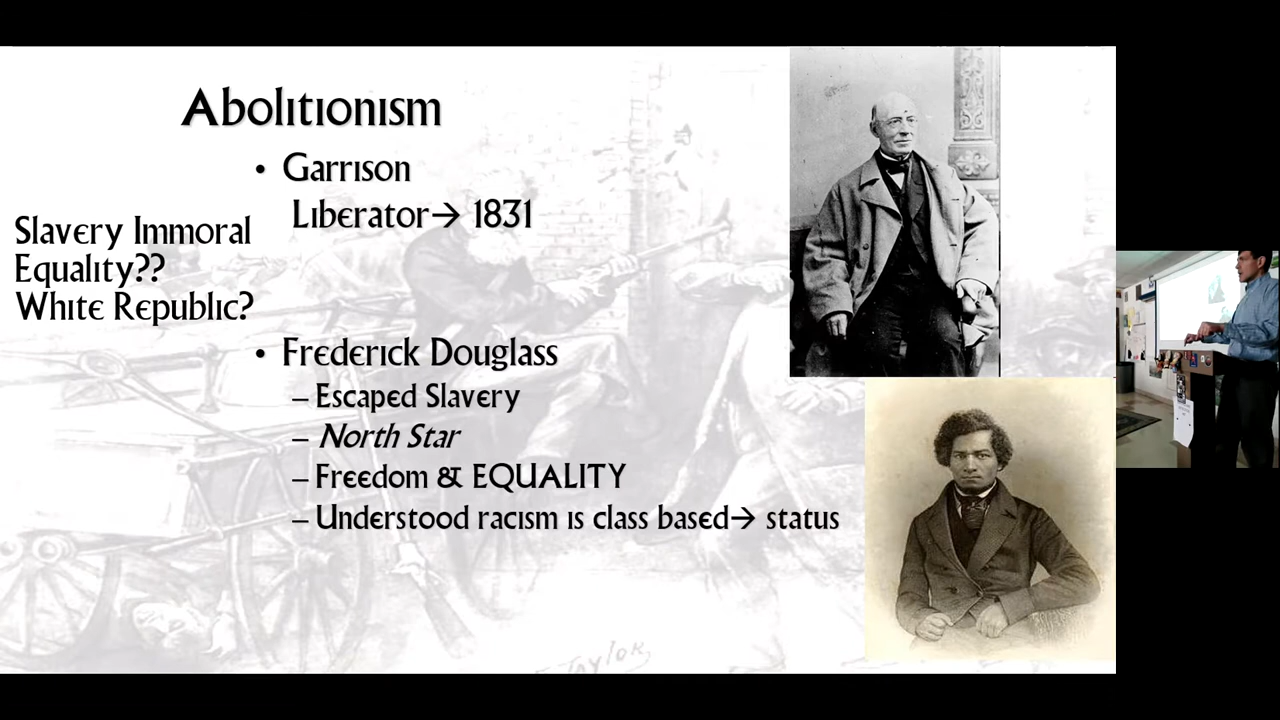 Abolitionism
• Garrison
Liberator→ 1831
Slavery Immoral
Equality??
White Republic?
• Frederick Douglass
– Escaped Slavery
– North Star
– Freedom & EQUALITY
– Understood racism is class based→ status
Taylor